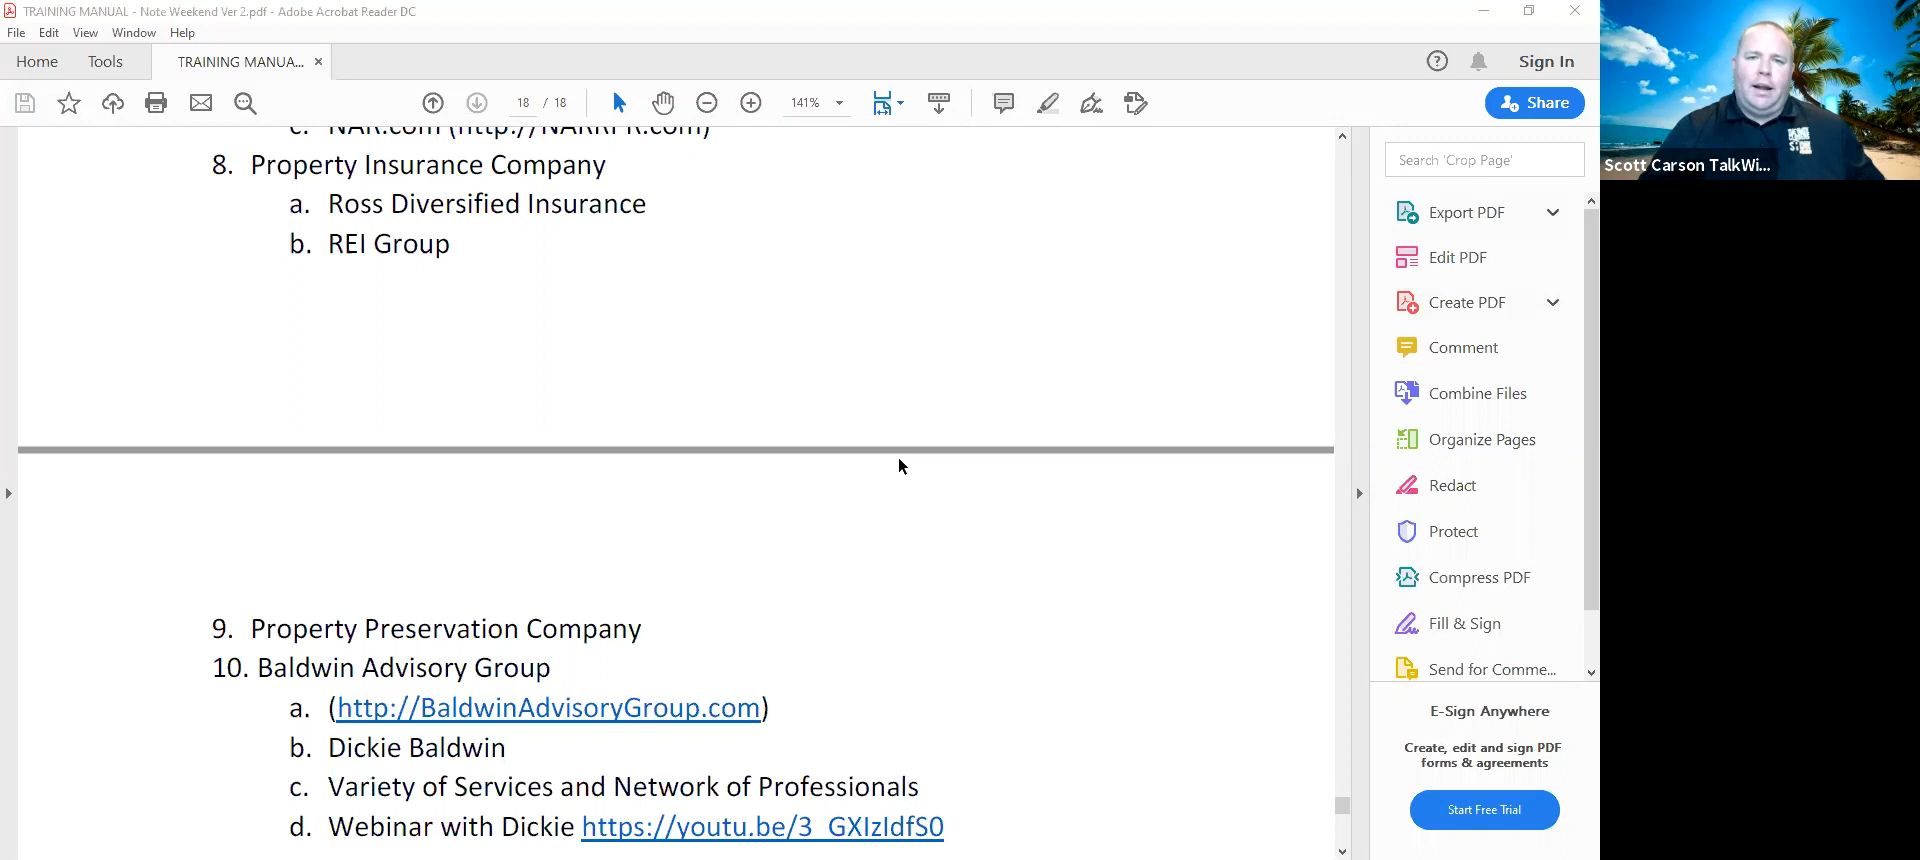 TRAINING MANUAL - Note Weekend Ver 2.pdf - Adobe Acrobat Reader DC
File Edit View Window Help
Home Tools TRAINING MANUA... ×
Sign In
18 / 18
141%
Share
c. NAR.com (http://NARRPR.com)
8. Property Insurance Company
a. Ross Diversified Insurance
b. REI Group
9. Property Preservation Company
10. Baldwin Advisory Group
a. (http://BaldwinAdvisoryGroup.com)
b. Dickie Baldwin
c. Variety of Services and Network of Professionals
d. Webinar with Dickie https://youtu.be/3_GXIzIdfS0
Search 'Crop Page'
Export PDF
Edit PDF
Create PDF
Comment
Combine Files
Organize Pages
Redact
Protect
Compress PDF
Fill & Sign
Send for Comme...
E-Sign Anywhere
Create, edit and sign PDF
forms & agreements
Start Free Trial
Scott Carson TalkWi...